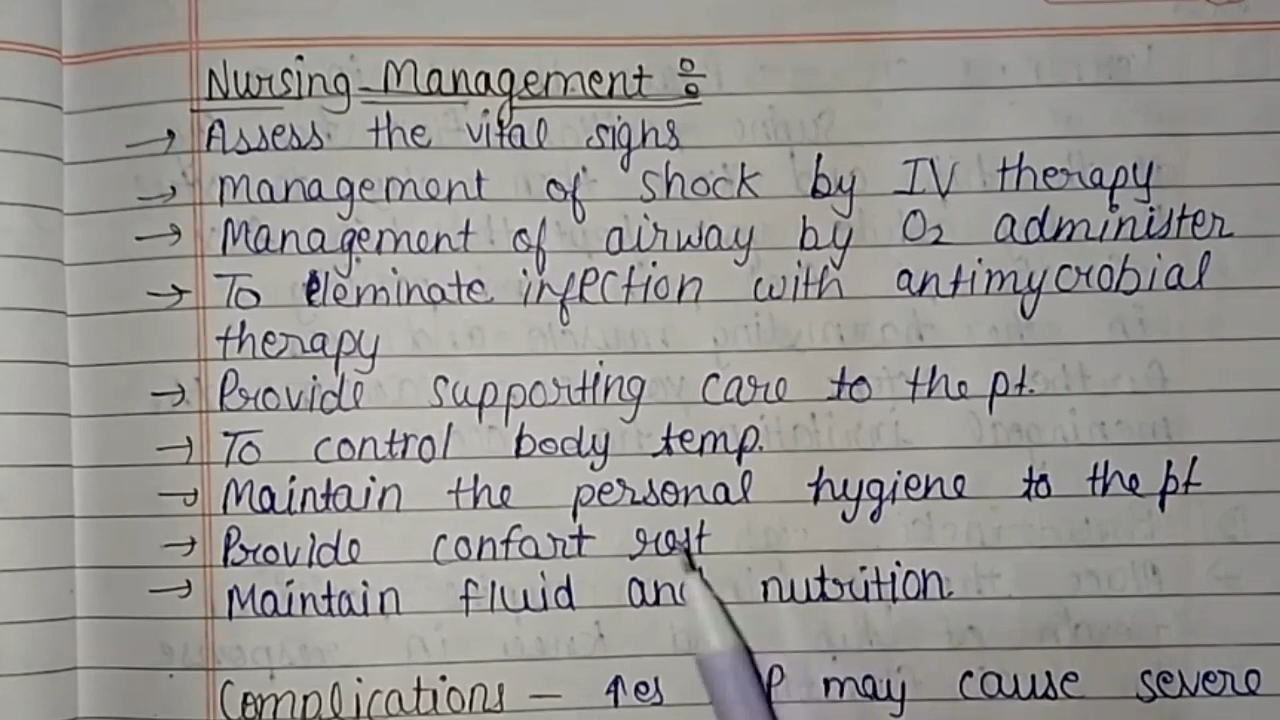 Nursing Management ÷
→ Assess the vital signs
→ Management of shock by IV therapy
→ Management of airway by O2 administer
→ To eleminate infection with antimycrobial
therapy
→ Provide supporting care to the pt.
→ To control body temp.
→ Maintain the personal hygiene to the pt
→ Provide confart rest
→ Maintain fluid and nutrition.
Complications - ↑es may cause severe